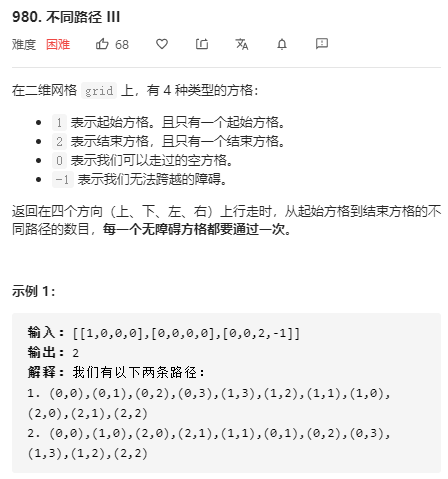 980. 不同路径 III
难度 困难 68
在二维网格 grid 上，有 4 种类型的方格：
• 1 表示起始方格。且只有一个起始方格。
• 2 表示结束方格，且只有一个结束方格。
• 0 表示我们可以走过的空方格。
• -1 表示我们无法跨越的障碍。
返回在四个方向（上、下、左、右）上行走时，从起始方格到结束方格的不
同路径的数目，每一个无障碍方格都要通过一次。
示例 1：
输入：[[1,0,0,0],[0,0,0,0],[0,0,2,-1]]
输出：2
解释：我们有以下两条路径：
1. (0,0),(0,1),(0,2),(0,3),(1,3),(1,2),(1,1),(1,0),
(2,0),(2,1),(2,2)
2. (0,0),(1,0),(2,0),(2,1),(1,1),(0,1),(0,2),(0,3),
(1,3),(1,2),(2,2)